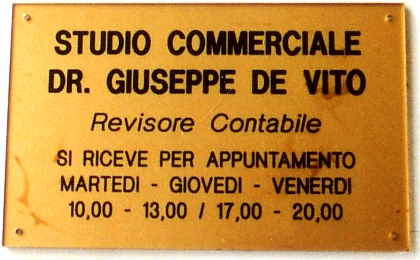 STUDIO COMMERCIALE
DR. GIUSEPPE DE VITO
Revisore Contabile
SI RICEVE PER APPUNTAMENTO
MARTEDI - GIOVEDI - VENERDI
10,00 - 13,00 / 17,00 - 20,00